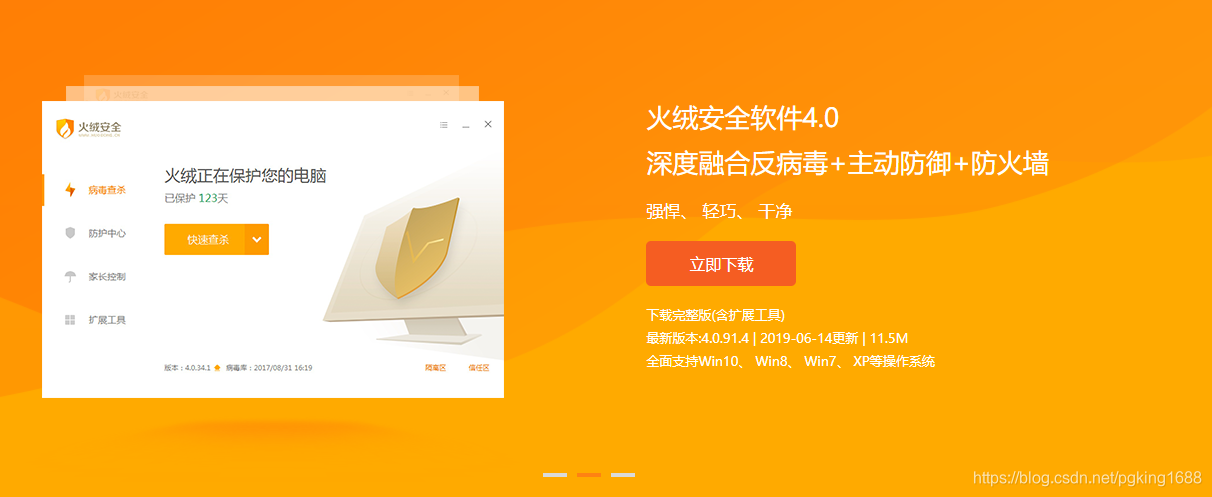 火绒安全
火绒正在保护您的电脑
已保护 123天
病毒查杀
快速查杀
防护中心
家长控制
扩展工具
版本：4.0.34.1 病毒库：2017/08/31 16:19
隔离区 信任区
火绒安全软件4.0
深度融合反病毒+主动防御+防火墙
强悍、 轻巧、 干净
立即下载
下载完整版(含扩展工具)
最新版本:4.0.91.4 | 2019-06-14更新 | 11.5M
全面支持Win10、 Win8、 Win7、 XP等操作系统
https://blog.csdn.net/pgking1688